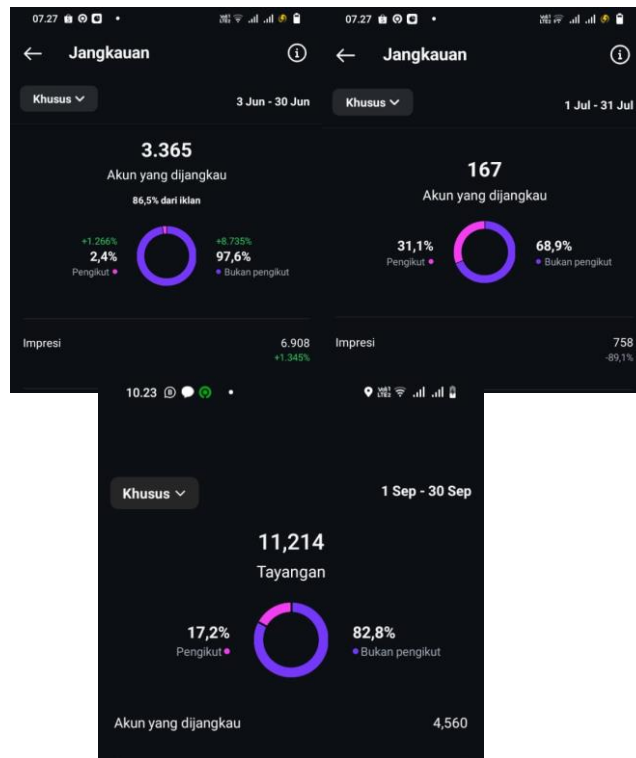 07.27
Jangkauan
Khusus
3 Jun - 30 Jun
3.365
Akun yang dijangkau
86,5% dari iklan
+1.266%
2,4%
Pengikut
+8.735%
97,6%
Bukan pengikut
Impresi
6.908
+1.345%
07.27
Jangkauan
Khusus
1 Jul - 31 Jul
167
Akun yang dijangkau
31,1%
Pengikut
68,9%
Bukan pengikut
Impresi
758
-89,1%
10.23
Khusus
1 Sep - 30 Sep
11,214
Tayangan
17,2%
Pengikut
82,8%
Bukan pengikut
Akun yang dijangkau
4,560